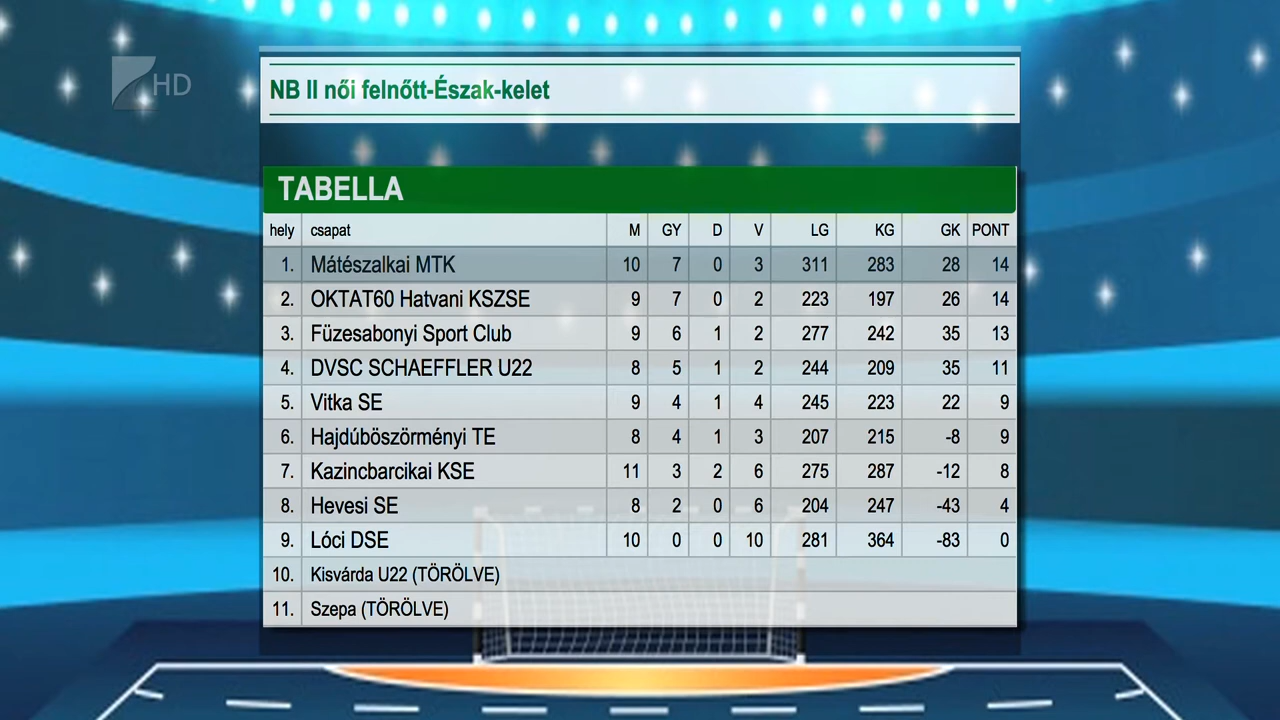 HD
NB II női felnőtt-Észak-kelet
TABELLA
hely csapat M GY D V LG KG GK PONT
1. Mátészalkai MTK 10 7 0 3 311 283 28 14
2. OKTAT60 Hatvani KSZSE 9 7 0 2 223 197 26 14
3. Füzesabonyi Sport Club 9 6 1 2 277 242 35 13
4. DVSC SCHAEFFLER U22 8 5 1 2 244 209 35 11
5. Vitka SE 9 4 1 4 245 223 22 9
6. Hajdúböszörményi TE 8 4 1 3 207 215 -8 9
7. Kazincbarcikai KSE 11 3 2 6 275 287 -12 8
8. Hevesi SE 8 2 0 6 204 247 -43 4
9. Lóci DSE 10 0 0 10 281 364 -83 0
10. Kisvárda U22 (TÖRÖLVE)
11. Szepa (TÖRÖLVE)